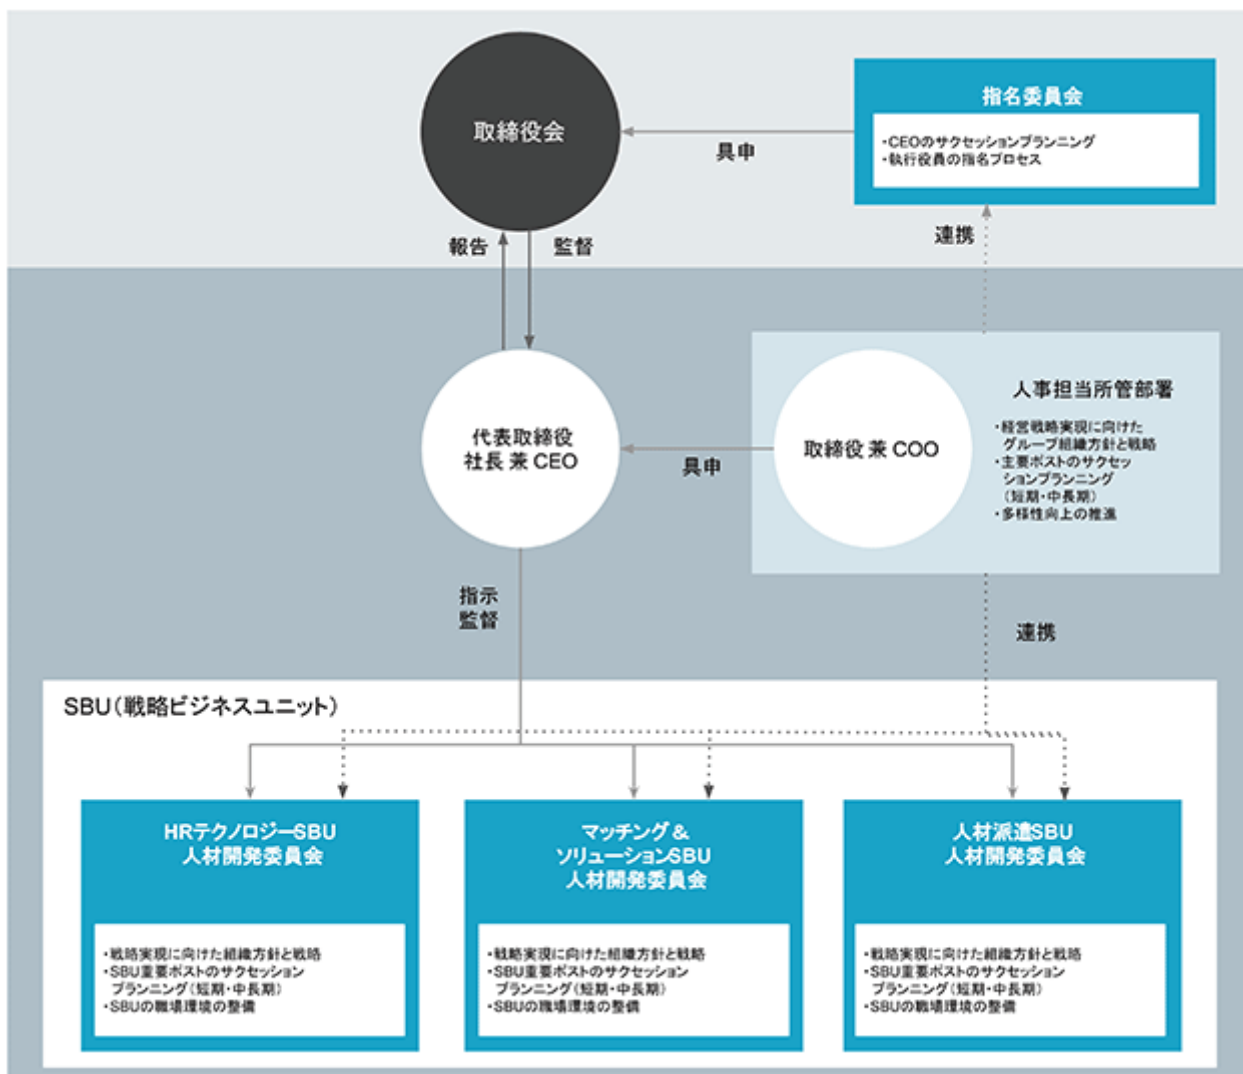 取締役会
指名委員会
・CEOのサクセッションプランニング
・執行役員の指名プロセス
具申
報告
監督
連携
代表取締役
社長 兼 CEO
具申
取締役 兼 COO
人事担当所管部署
・経営戦略実現に向けた
グループ組織方針と戦略
・主要ポストのサクセッ
ションプランニング
（短期・中長期）
・多様性向上の推進
指示
監督
連携
SBU（戦略ビジネスユニット）
HRテクノロジーSBU
人材開発委員会
・戦略実現に向けた組織方針と戦略
・SBU重要ポストのサクセッション
プランニング（短期・中長期）
・SBUの職場環境の整備
マッチング &
ソリューションSBU
人材開発委員会
・戦略実現に向けた組織方針と戦略
・SBU重要ポストのサクセッション
プランニング（短期・中長期）
・SBUの職場環境の整備
人材派遣SBU
人材開発委員会
・戦略実現に向けた組織方針と戦略
・SBU重要ポストのサクセッション
プランニング（短期・中長期）
・SBUの職場環境の整備